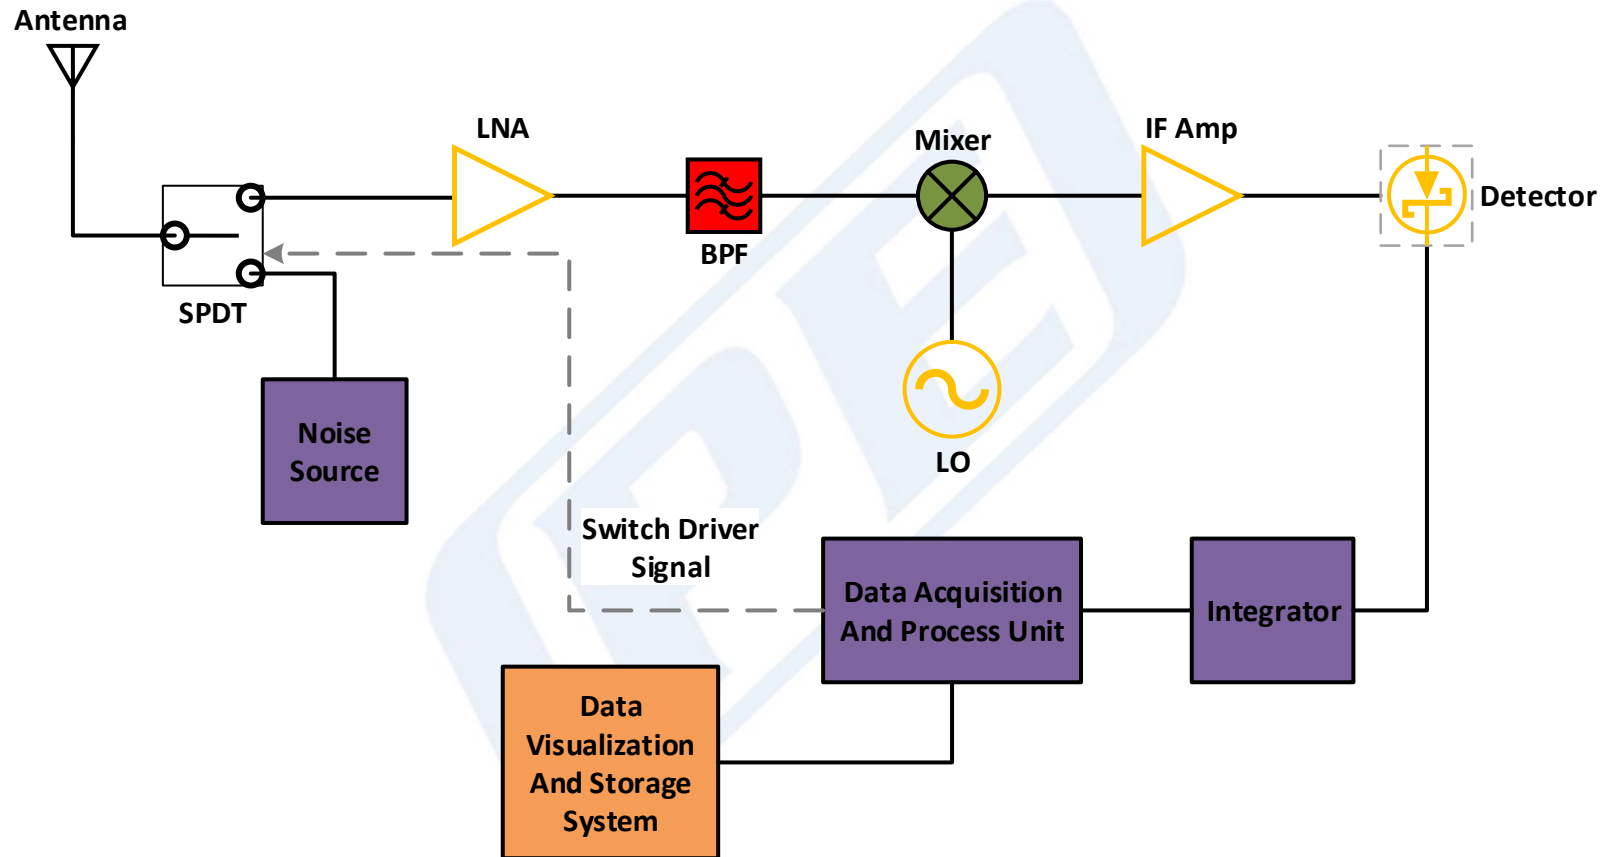 Antenna
LNA
Mixer
IF Amp
Detector
BPF
SPDT
LO
Noise
Source
Switch Driver
Signal
Data Acquisition
And Process Unit
Integrator
Data
Visualization
And Storage
System
PE